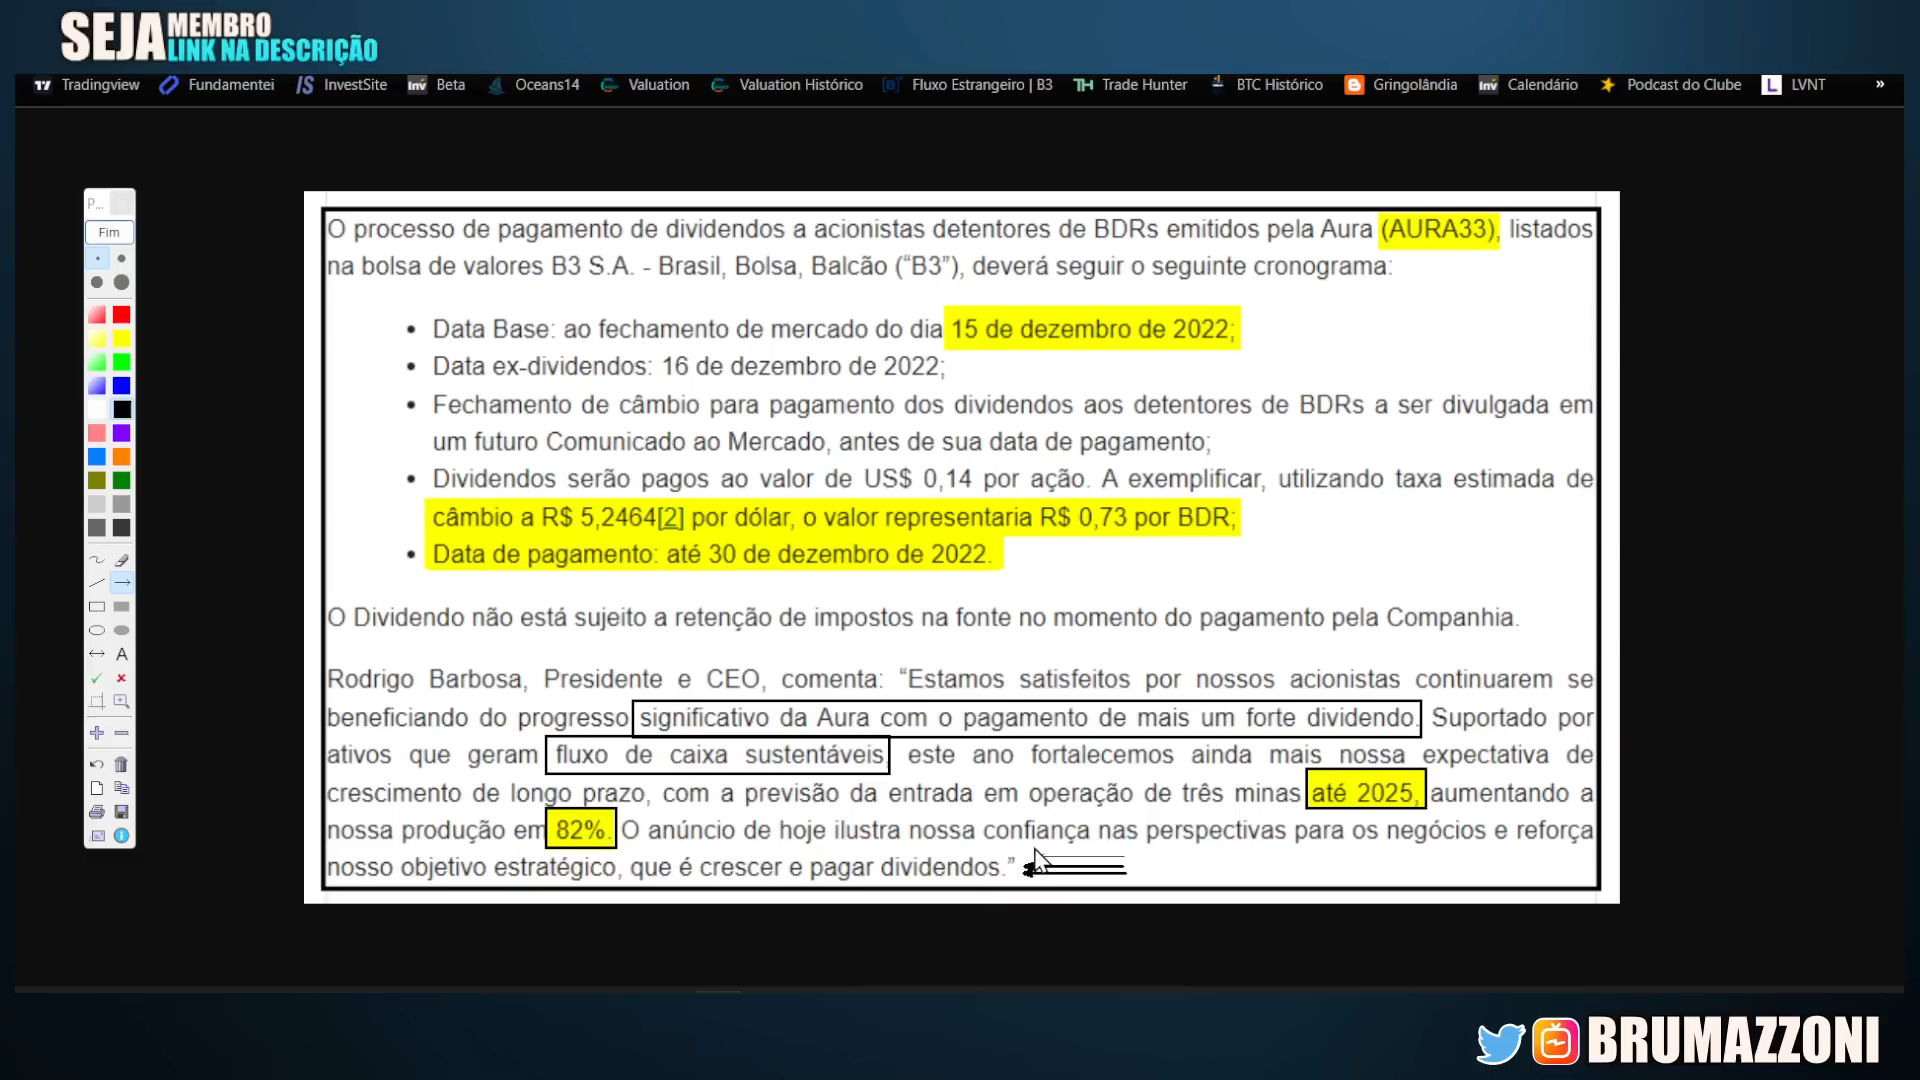 SEJA MEMBRO
LINK NA DESCRIÇÃO
Tradingview Fundamentei InvestSite Beta Oceans14 Valuation Valuation Histórico Fluxo Estrangeiro | B3 Trade Hunter BTC Histórico Gringolândia Calendário Podcast do Clube LVNT »
P...
Fim
A
O processo de pagamento de dividendos a acionistas detentores de BDRs emitidos pela Aura (AURA33), listados
na bolsa de valores B3 S.A. - Brasil, Bolsa, Balcão (“B3”), deverá seguir o seguinte cronograma:
• Data Base: ao fechamento de mercado do dia 15 de dezembro de 2022;
• Data ex-dividendos: 16 de dezembro de 2022;
• Fechamento de câmbio para pagamento dos dividendos aos detentores de BDRs a ser divulgada em
um futuro Comunicado ao Mercado, antes de sua data de pagamento;
• Dividendos serão pagos ao valor de US$ 0,14 por ação. A exemplificar, utilizando taxa estimada de
câmbio a R$ 5,2464[2] por dólar, o valor representaria R$ 0,73 por BDR;
• Data de pagamento: até 30 de dezembro de 2022.
O Dividendo não está sujeito a retenção de impostos na fonte no momento do pagamento pela Companhia.
Rodrigo Barbosa, Presidente e CEO, comenta: “Estamos satisfeitos por nossos acionistas continuarem se
beneficiando do progresso significativo da Aura com o pagamento de mais um forte dividendo. Suportado por
ativos que geram fluxo de caixa sustentáveis, este ano fortalecemos ainda mais nossa expectativa de
crescimento de longo prazo, com a previsão da entrada em operação de três minas até 2025, aumentando a
nossa produção em 82%. O anúncio de hoje ilustra nossa confiança nas perspectivas para os negócios e reforça
nosso objetivo estratégico, que é crescer e pagar dividendos.”
BRUMAZZONI